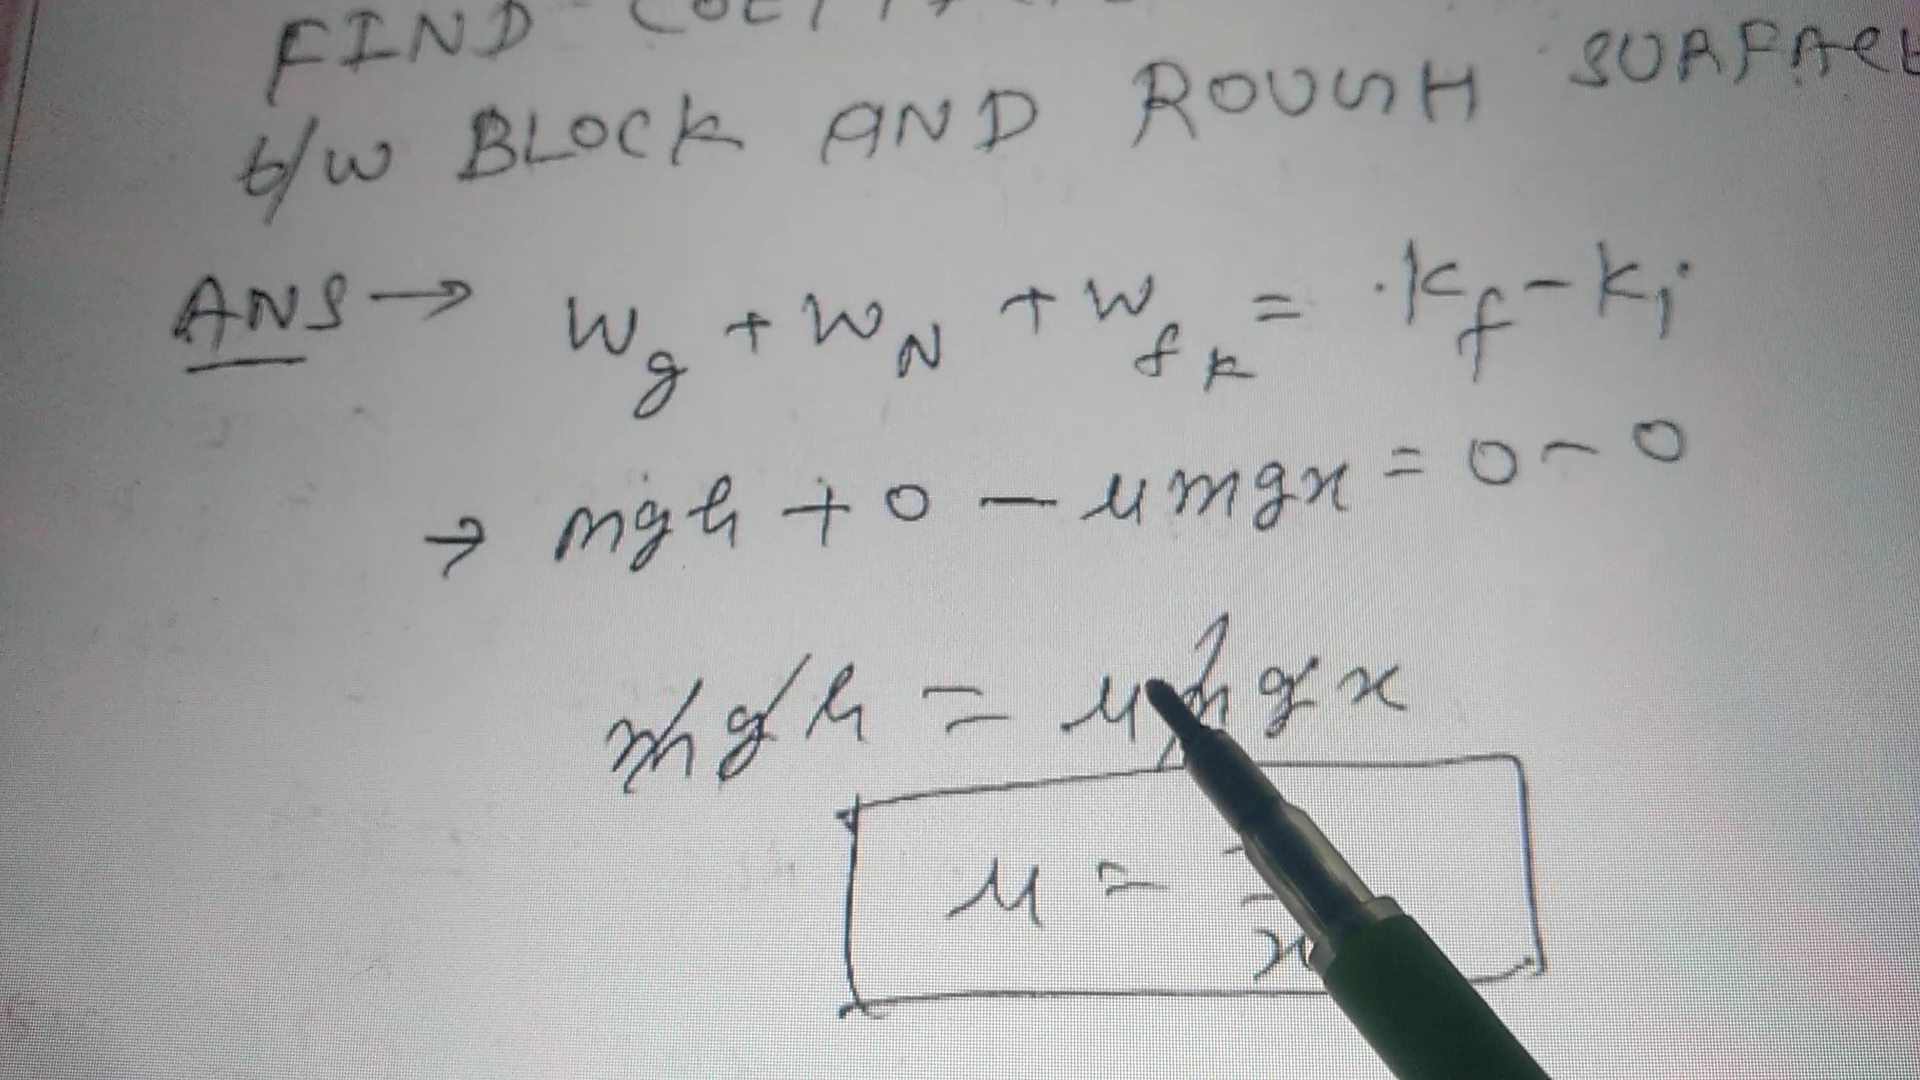 FIND
b/w BLOCK AND ROUGH SURFACE
ANS → Wg + WN + Wfk = Kf - Ki
→ mgh + 0 - μmgx = 0 - 0
mgh = μmgx
μ = x